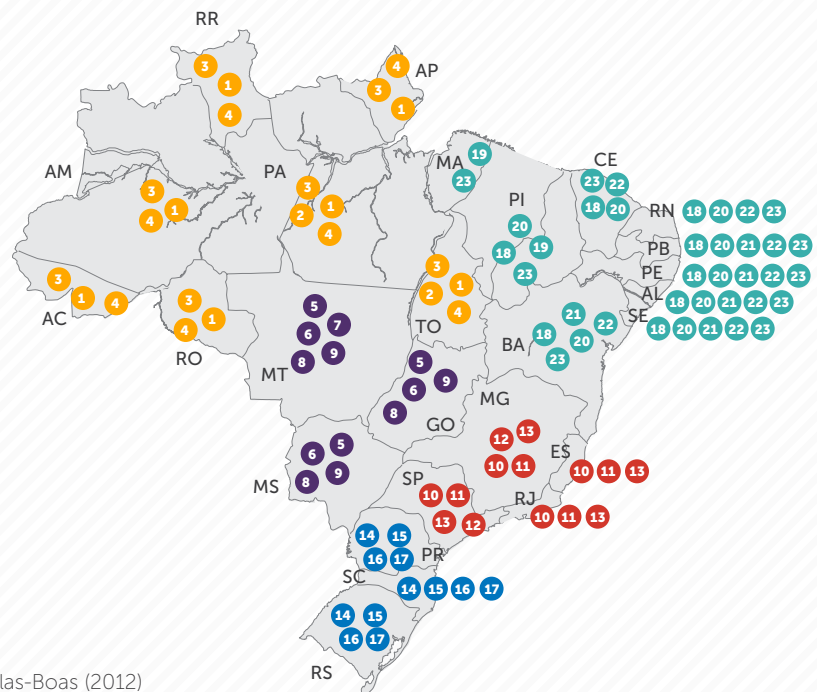 RR
3
1
4
4
AP
3
1
AM
3
1
4
PA
3
1
2
4
MA
19
23
PI
20
18
19
23
CE
23 22
18 20
RN 18 20 22 23
PB 18 20 21 22 23
PE 18 20 21 22 23
AL 18 20 21 22 23
SE 18 20 21 22 23
3
1
4
AC
3
1
4
RO
3
1
2
4
TO
21
22
18
20
23
BA
5
7
6
9
8
MT
5
9
6
8
GO
MG
12 13
10 11
ES
10 11 13
5
6
9
8
MS
SP
10 11
13 12
RJ
10 11 13
14 15
16 17
PR
SC
14 15 16 17
14 15
16 17
RS
las-Boas (2012)